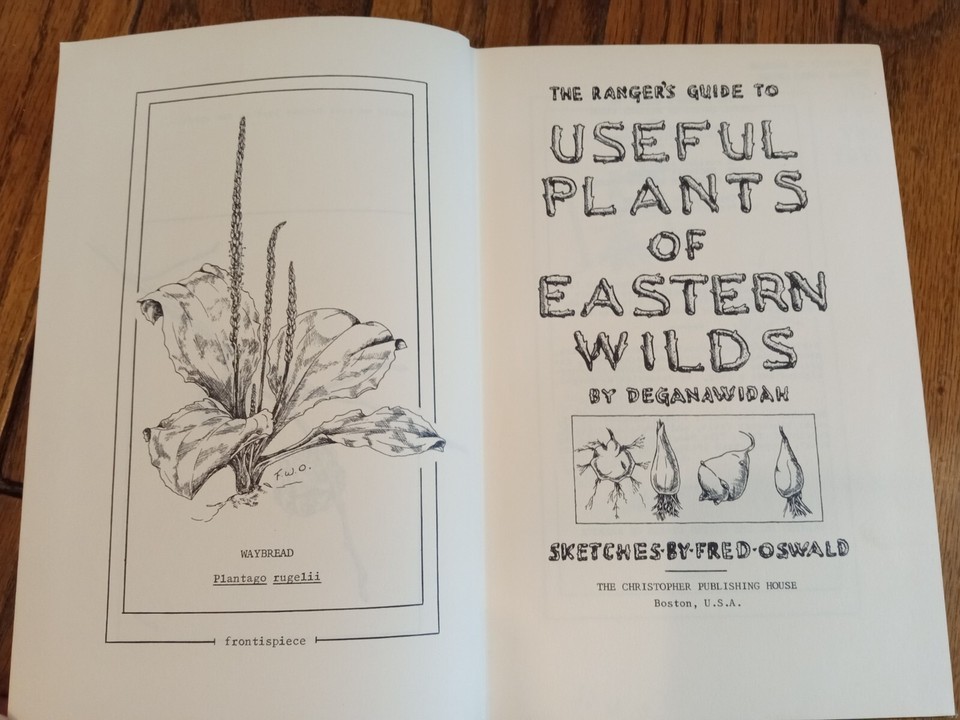 F.W.O.
WAYBREAD
Plantago rugelii
frontispiece
THE RANGER'S GUIDE TO
USEFUL
PLANTS
OF
EASTERN
WILDS
BY DEGANAWIDAH
SKETCHES·BY·FRED·OSWALD
THE CHRISTOPHER PUBLISHING HOUSE
Boston, U.S.A.